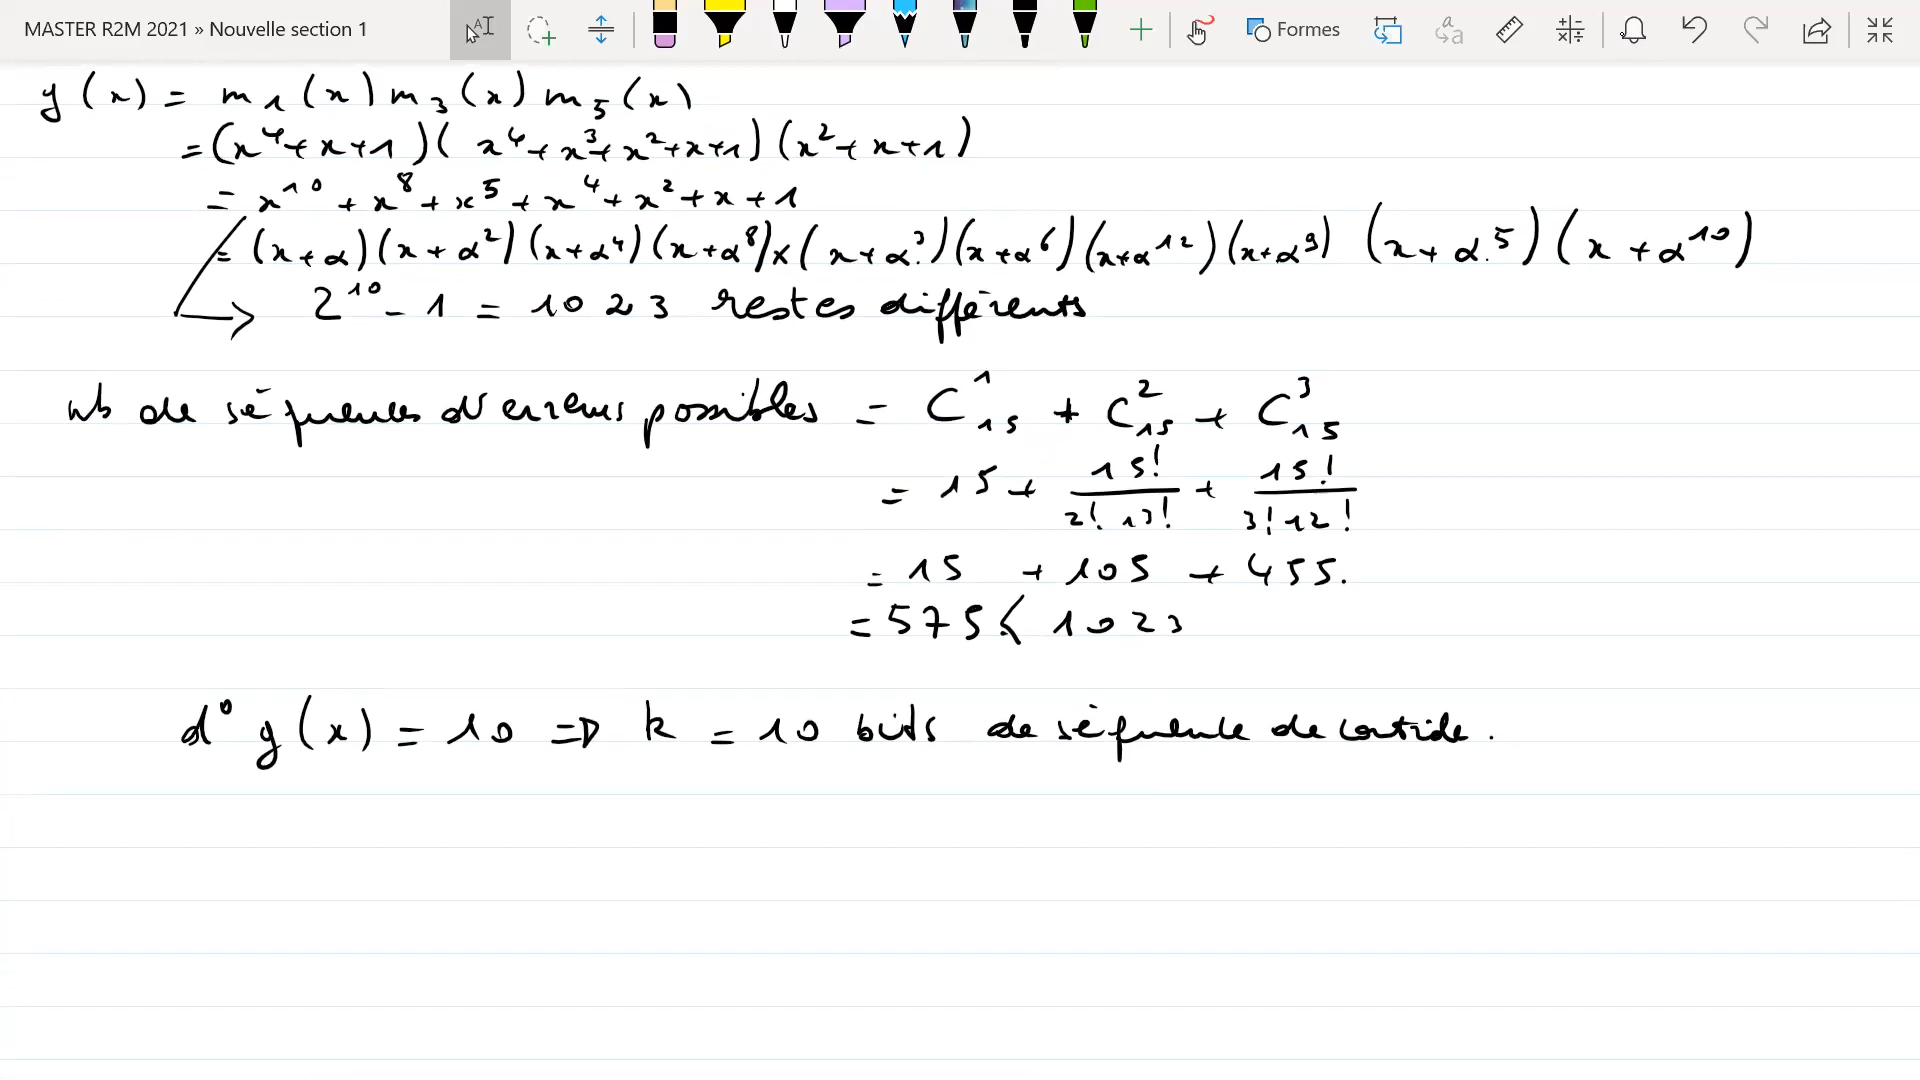 MASTER R2M 2021 » Nouvelle section 1
Formes
g(x) = m₁(x) m₃(x) m₅(x)
= (x⁴ + x + 1)(x⁴ + x³ + x² + x + 1)(x² + x + 1)
= x¹⁰ + x⁸ + x⁵ + x⁴ + x² + x + 1
= (x + α)(x + α²)(x + α⁴)(x + α⁸) × (x + α³)(x + α⁶)(x + α¹²)(x + α⁹) (x + α⁵)(x + α¹⁰)
→ 2¹⁰ - 1 = 1023 restes différents
nb de séquences d'erreurs possibles = C¹₁₅ + C²₁₅ + C³₁₅
= 15 + 15!/(2! 13!) + 15!/(3! 12!)
= 15 + 105 + 455.
= 575 < 1023
d° g(x) = 10 => k = 10 bits de séquence de contrôle.